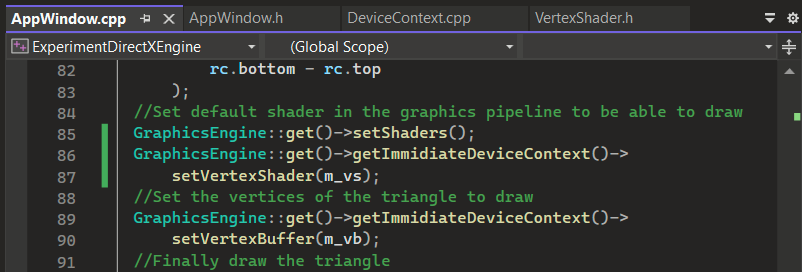 AppWindow.cpp AppWindow.h DeviceContext.cpp VertexShader.h
ExperimentDirectXEngine (Global Scope)
82 rc.bottom - rc.top
83 );
84 //Set default shader in the graphics pipeline to be able to draw
85 GraphicsEngine::get()->setShaders();
86 GraphicsEngine::get()->getImmidiateDeviceContext()->
87 setVertexShader(m_vs);
88 //Set the vertices of the triangle to draw
89 GraphicsEngine::get()->getImmidiateDeviceContext()->
90 setVertexBuffer(m_vb);
91 //Finally draw the triangle